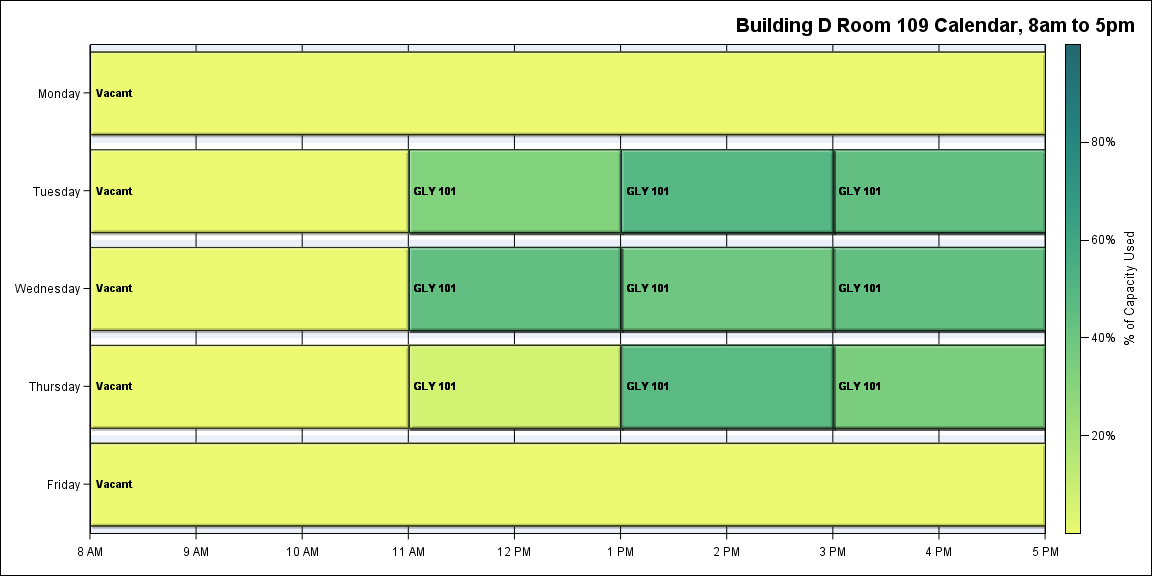 Building D Room 109 Calendar, 8am to 5pm
Monday
Vacant
Tuesday
Vacant
GLY 101
GLY 101
GLY 101
Wednesday
Vacant
GLY 101
GLY 101
GLY 101
Thursday
Vacant
GLY 101
GLY 101
GLY 101
Friday
Vacant
8 AM
9 AM
10 AM
11 AM
12 PM
1 PM
2 PM
3 PM
4 PM
5 PM
80%
60%
40%
20%
% of Capacity Used